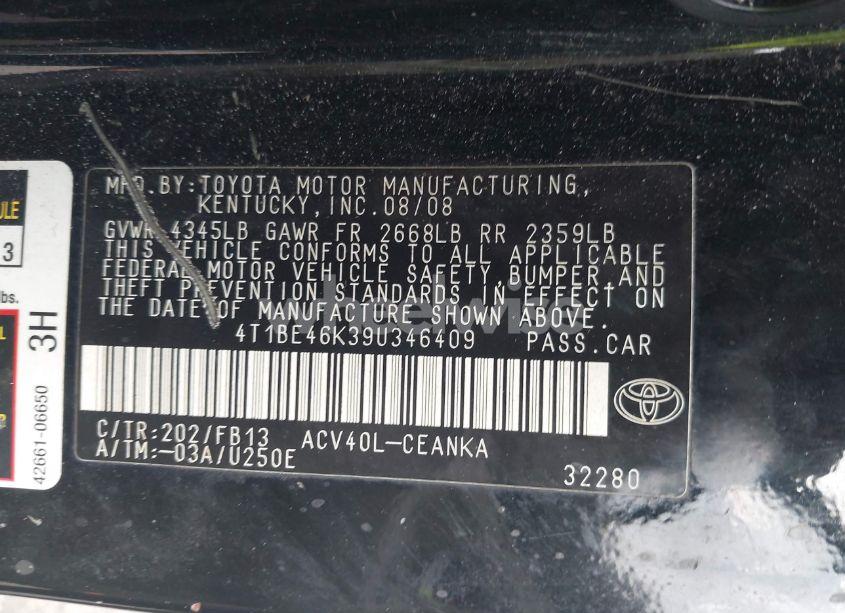 MFD.BY:TOYOTA MOTOR MANUFACTURING,
KENTUCKY,INC.08/08
GVWR 4345LB GAWR FR 2668LB RR 2359LB
THIS VEHICLE CONFORMS TO ALL APPLICABLE
FEDERAL MOTOR VEHICLE SAFETY,BUMPER,AND
THEFT PREVENTION STANDARDS IN EFFECT ON
THE DATE OF MANUFACTURE SHOWN ABOVE.
4T1BE46K39U346409 PASS.CAR
C/TR:202/FB13 ACV40L-CEANKA
A/TM:-03A/U250E
32280
3
lbs.
3H
42661-06650